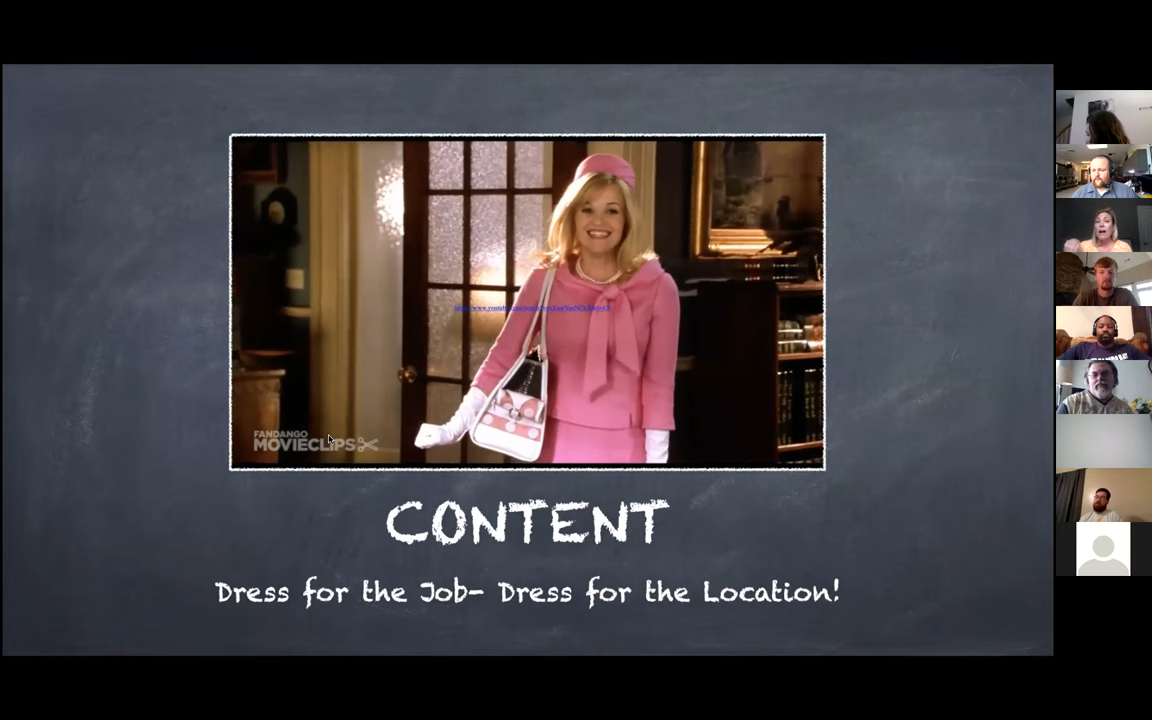 FANDANGO
MOVIECLIPS
CONTENT
Dress for the Job- Dress for the Location!